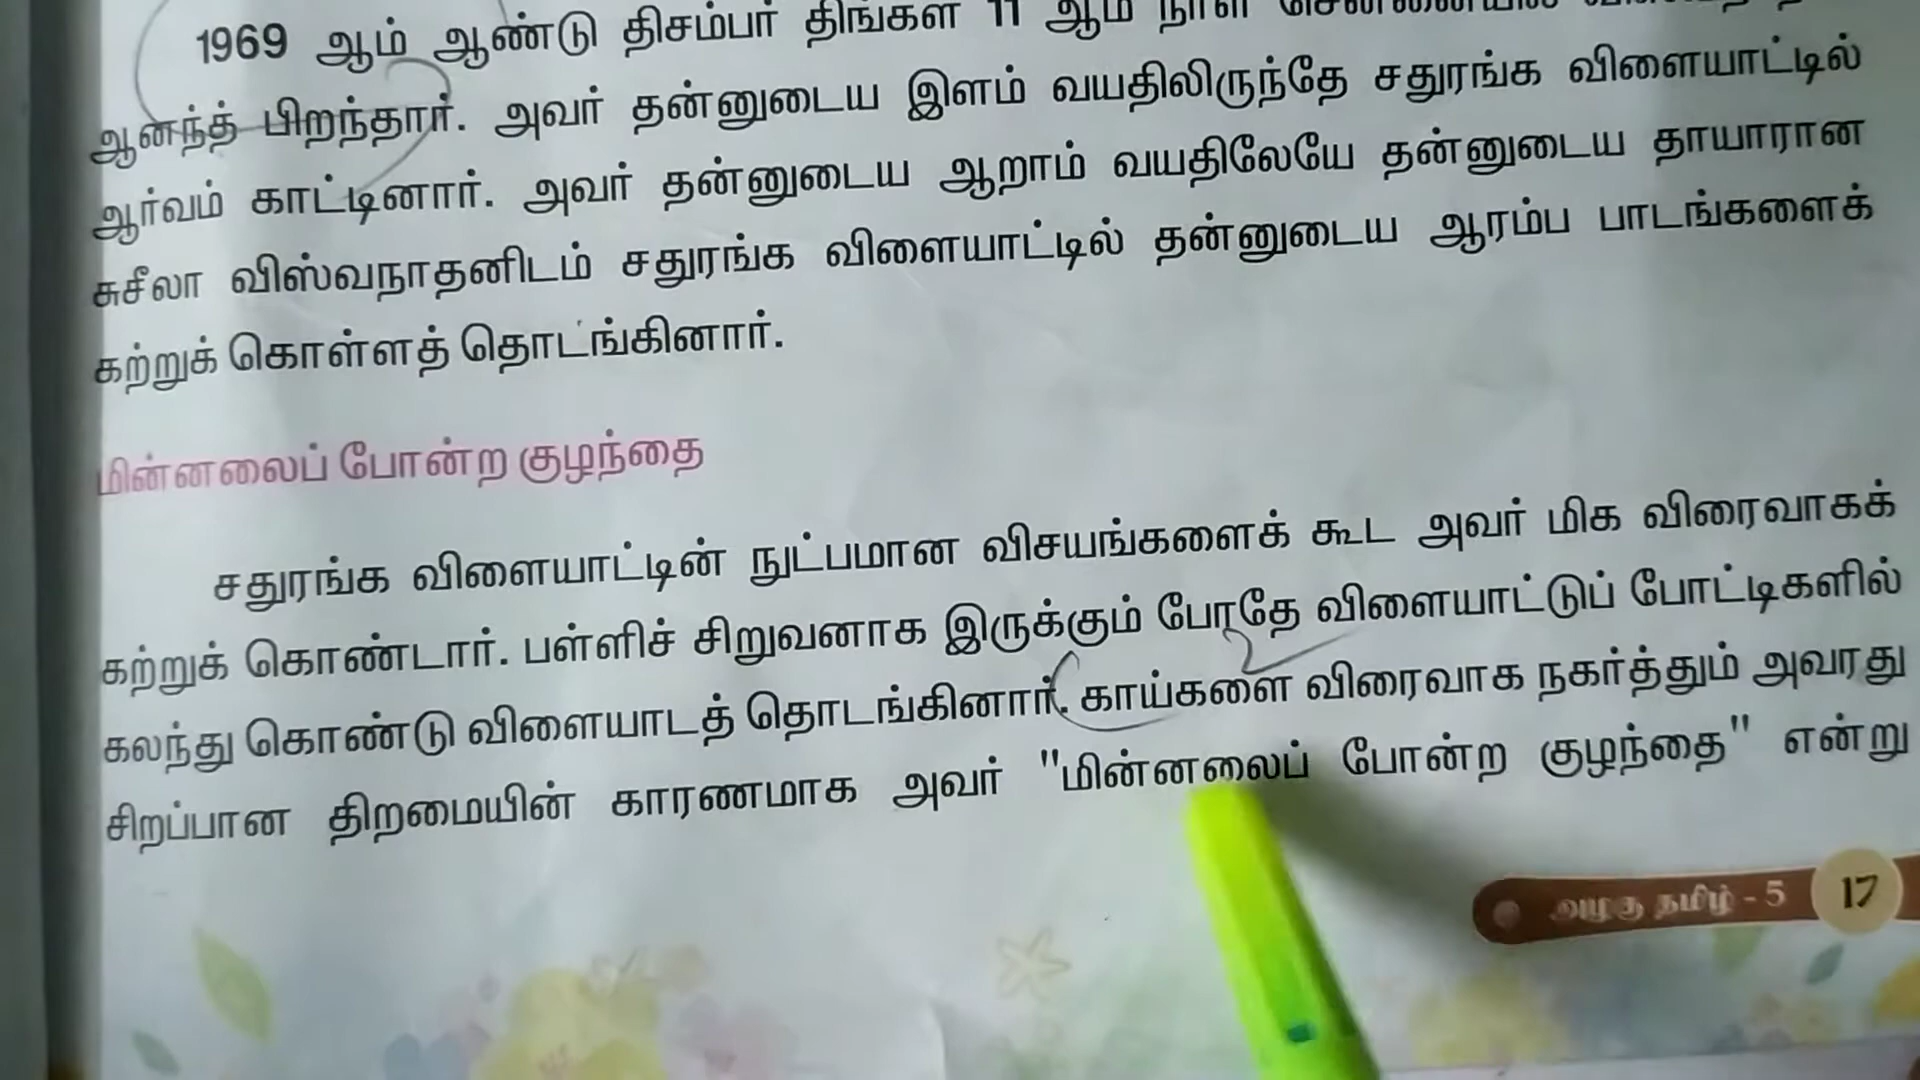 1969 ஆம் ஆண்டு திசம்பர் திங்கள் 11 ஆம் நாள் சென்னையில்
ஆனந்த் பிறந்தார். அவர் தன்னுடைய இளம் வயதிலிருந்தே சதுரங்க விளையாட்டில்
ஆர்வம் காட்டினார். அவர் தன்னுடைய ஆறாம் வயதிலேயே தன்னுடைய தாயாரான
சுசீலா விஸ்வநாதனிடம் சதுரங்க விளையாட்டில் தன்னுடைய ஆரம்ப பாடங்களைக்
கற்றுக் கொள்ளத் தொடங்கினார்.
மின்னலைப் போன்ற குழந்தை
சதுரங்க விளையாட்டின் நுட்பமான விசயங்களைக் கூட அவர் மிக விரைவாகக்
கற்றுக் கொண்டார். பள்ளிச் சிறுவனாக இருக்கும் போதே விளையாட்டுப் போட்டிகளில்
கலந்து கொண்டு விளையாடத் தொடங்கினார். காய்களை விரைவாக நகர்த்தும் அவரது
சிறப்பான திறமையின் காரணமாக அவர் "மின்னலைப் போன்ற குழந்தை" என்று
அழகு தமிழ் - 5 17